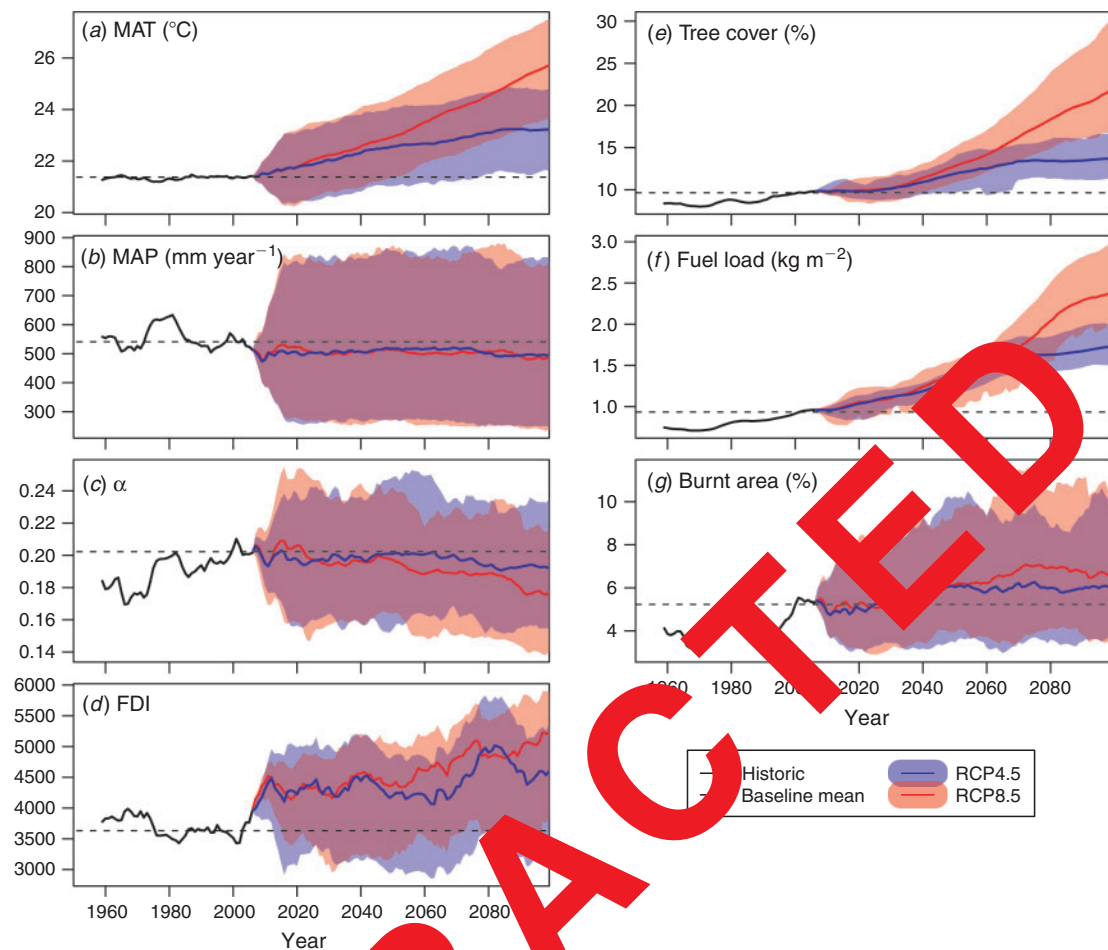 (a) MAT (°C)
26
24
22
20
(b) MAP (mm year⁻¹)
900
800
700
600
500
400
300
(c) α
0.24
0.22
0.20
0.18
0.16
0.14
(d) FDI
6000
5500
5000
4500
4000
3500
3000
1960 1980 2000 2020 2040 2060 2080
Year
(e) Tree cover (%)
30
25
20
15
10
(f) Fuel load (kg m⁻²)
3.0
2.5
2.0
1.5
1.0
(g) Burnt area (%)
10
8
6
4
1960 1980 2020 2040 2060 2080
Year
Historic RCP4.5
Baseline mean RCP8.5
ACTED